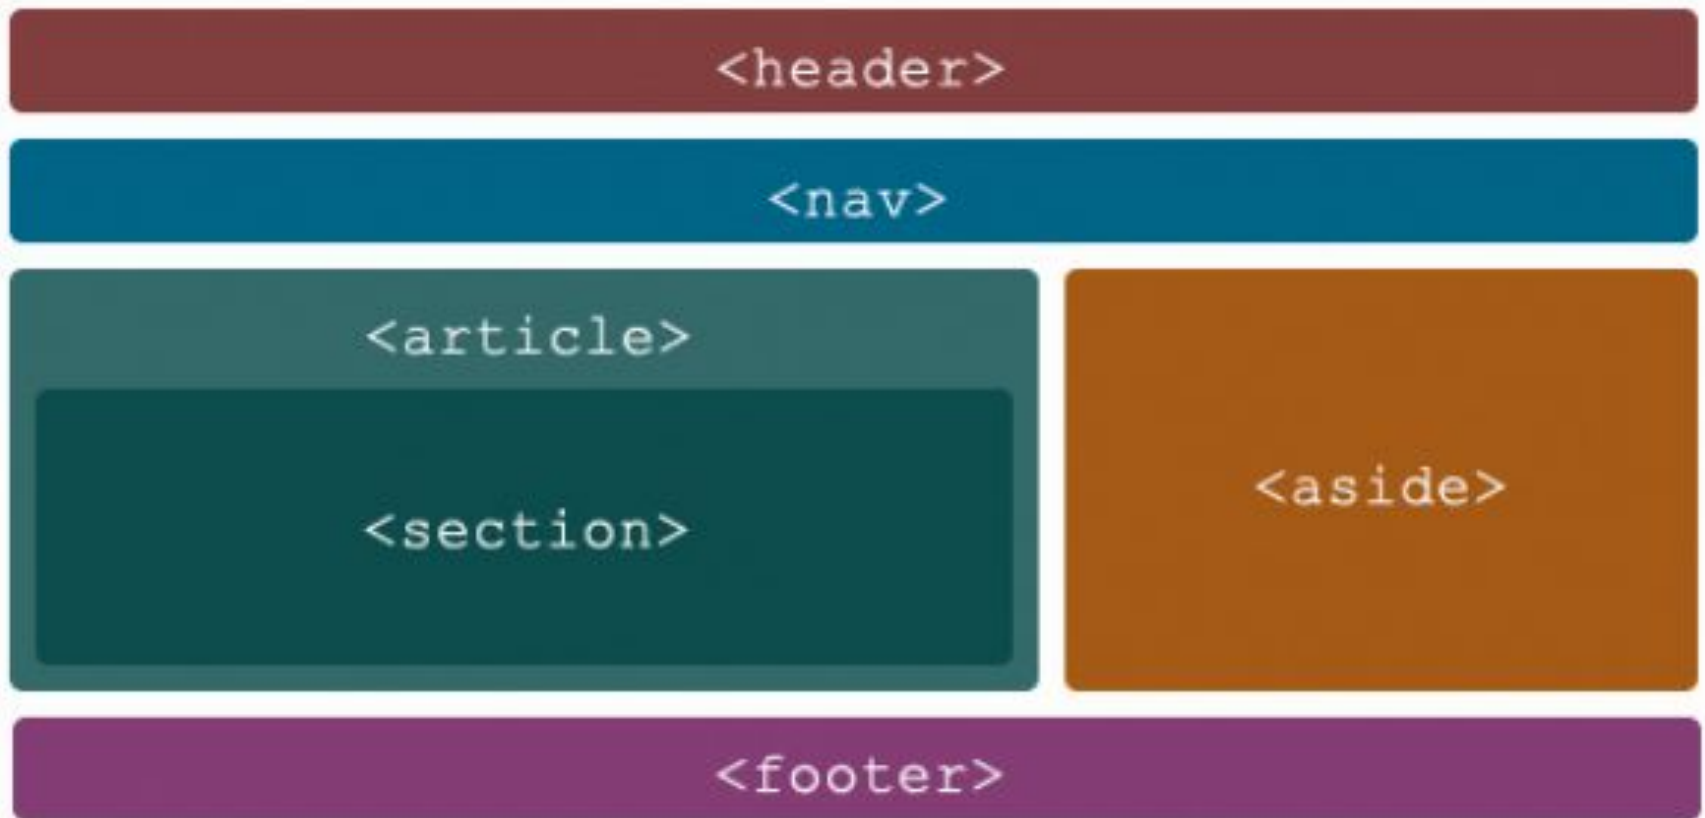 <header>
<nav>
<article>
<section>
<aside>
<footer>